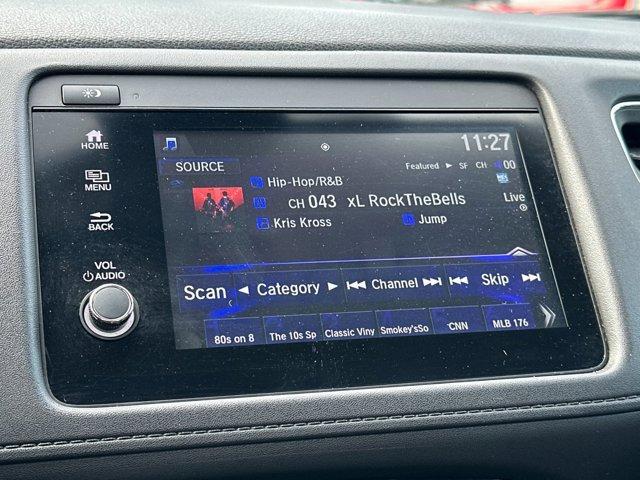 11:27
HOME
SOURCE
Featured ► SF CH 00
Hip-Hop/R&B
MENU
CH 043 xL RockTheBells
Live
BACK
Kris Kross
Jump
VOL
AUDIO
Scan ◄ Category ► Channel Skip
80s on 8 The 10s Sp Classic Viny Smokey'sSo CNN MLB 176